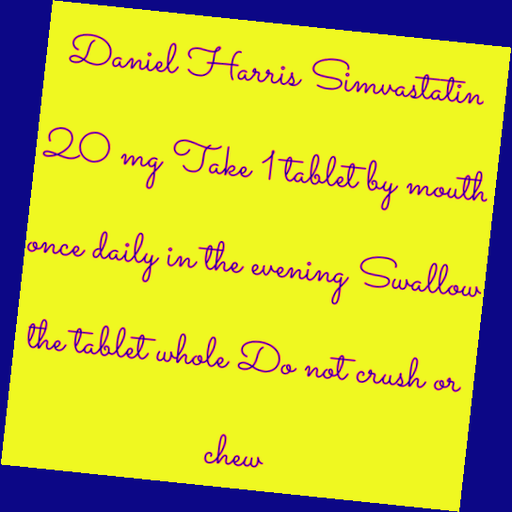 Daniel Harris Simvastatin
20 mg Take 1 tablet by mouth
once daily in the evening Swallow
the tablet whole Do not crush or
chew